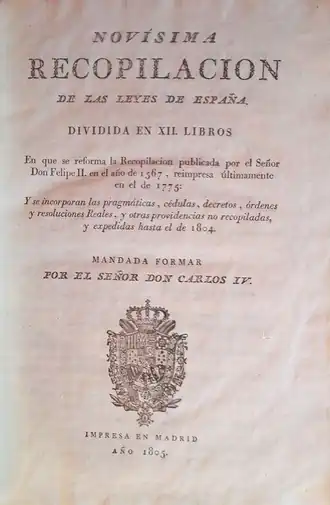 NOVÍSIMA
RECOPILACION
DE LAS LEYES DE ESPAÑA.
DIVIDIDA EN XII. LIBROS
En que se reforma la Recopilacion publicada por el Señor
Don Felipe II. en el año de 1567, reimpresa últimamente
en el de 1775:
Y se incorporan las pragmáticas, cédulas, decretos, órdenes
y resoluciones Reales, y otras providencias no recopiladas,
y expedidas hasta el de 1804.
MANDADA FORMAR
POR EL SEÑOR DON CARLOS IV.
IMPRESA EN MADRID
AÑO 1805.